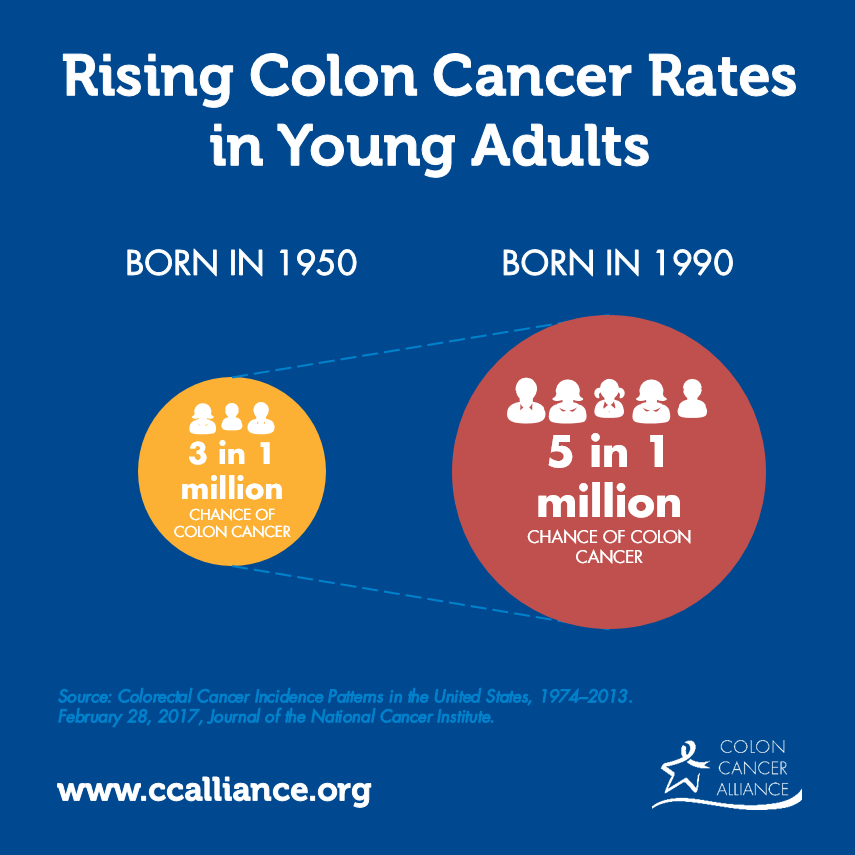 Rising Colon Cancer Rates
in Young Adults
BORN IN 1950
BORN IN 1990
3 in 1
million
CHANCE OF
COLON CANCER
5 in 1
million
CHANCE OF COLON
CANCER
Source: Colorectal Cancer Incidence Patterns in the United States, 1974–2013.
February 28, 2017, Journal of the National Cancer Institute.
www.ccalliance.org
COLON
CANCER
ALLIANCE